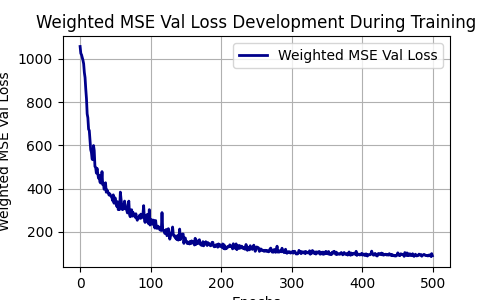 Weighted MSE Val Loss Development During Training
Weighted MSE Val Loss
1000
800
600
400
200
0
100
200
300
400
500
Weighted MSE Val Loss
Epochs